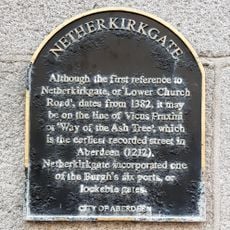 NETHERKIRKGATE
Although the first reference to
Netherkirkgate, or 'Lower Church
Road', dates from 1382, it may
be on the line of Vicus Fraxini
or 'Way of the Ash Tree', which
is the earliest recorded street in
Aberdeen (1212).
Netherkirkgate incorporated one
of the Burgh's six ports, or
lockable gates.
CITY OF ABERDEEN